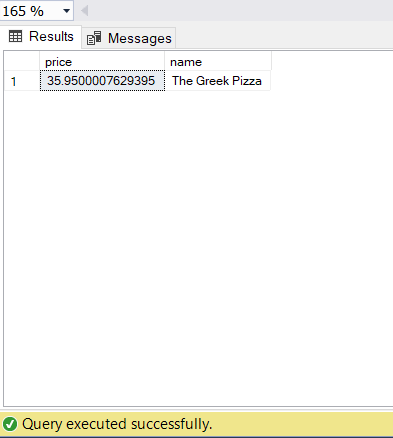 165 %
Results Messages
price name
1 35.9500007629395 The Greek Pizza
Query executed successfully.